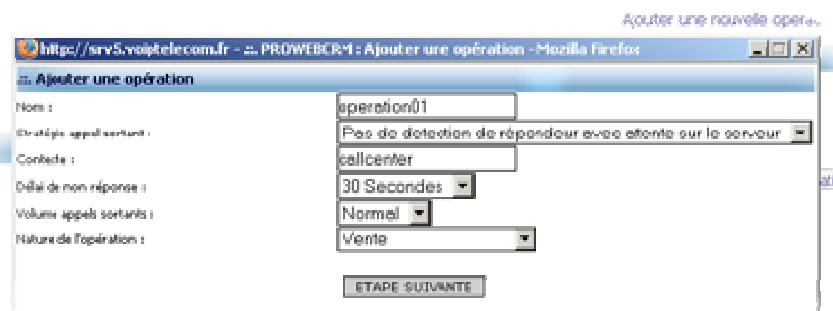 Ajouter une nouvelle opera
http://srv5.voiptelecom.fr - .::. PROWEBCRM : Ajouter une opération - Mozilla Firefox
.::. Ajouter une opération
Nom : operation01
Stratégie appel sortant : Pas de detection de répondeur avec attente sur le serveur
Contexte : callcenter
Délai de non réponse : 30 Secondes
Volume appels sortants : Normal
Nature de l'opération : Vente
ETAPE SUIVANTE